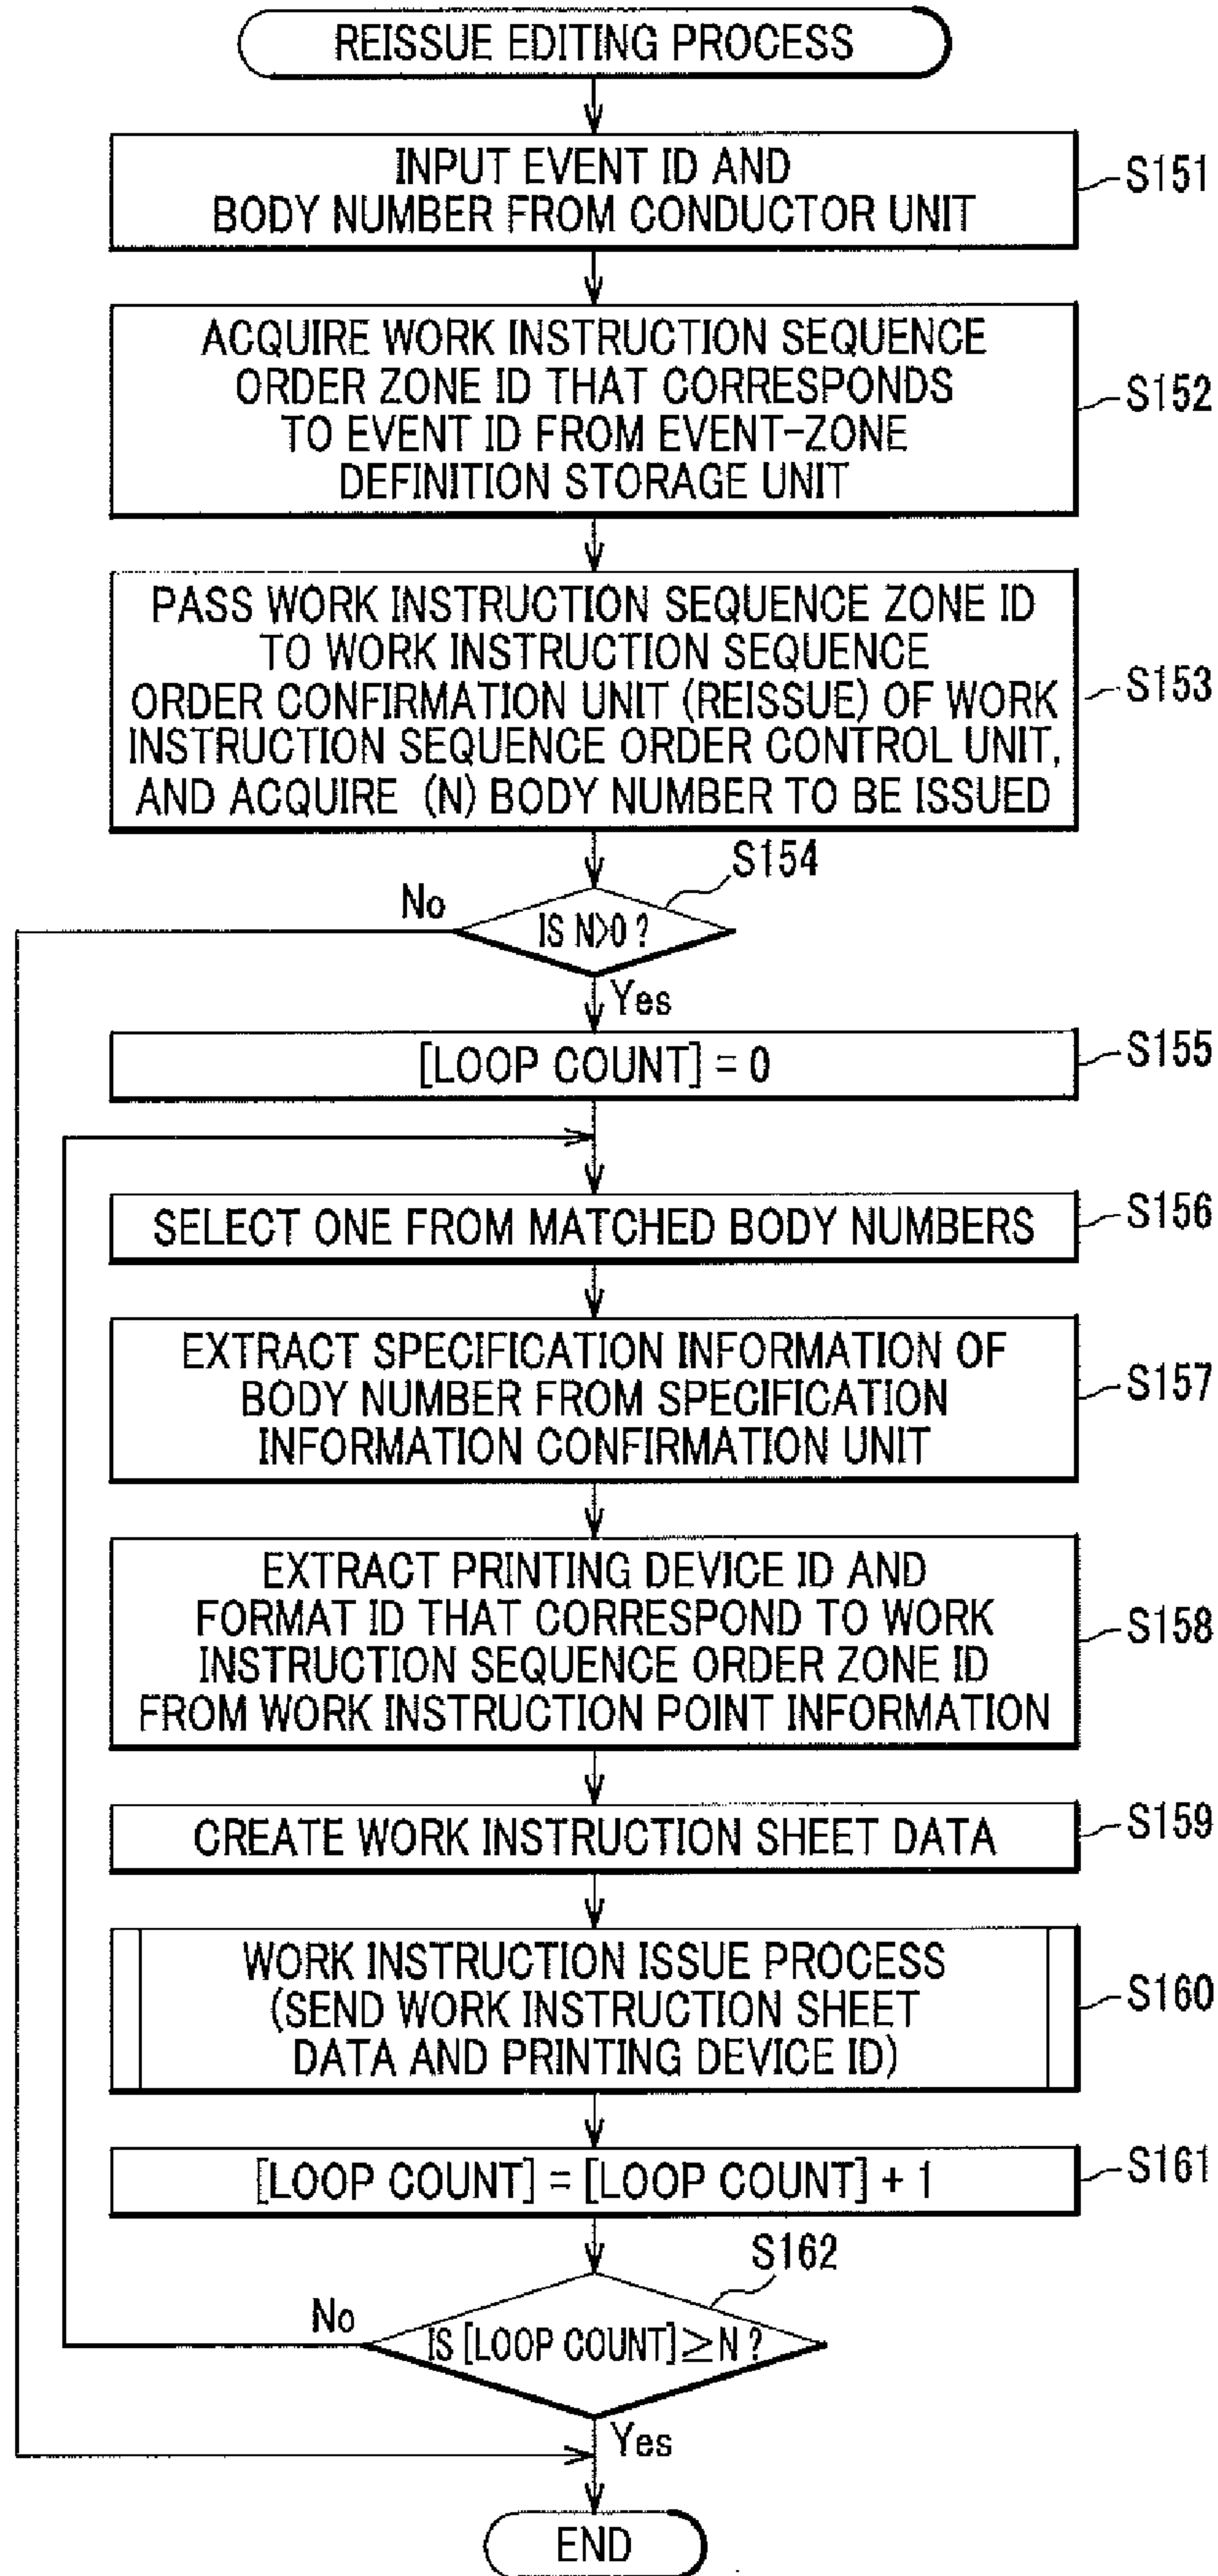 REISSUE EDITING PROCESS
INPUT EVENT ID AND
BODY NUMBER FROM CONDUCTOR UNIT
S151
ACQUIRE WORK INSTRUCTION SEQUENCE
ORDER ZONE ID THAT CORRESPONDS
TO EVENT ID FROM EVENT-ZONE
DEFINITION STORAGE UNIT
S152
PASS WORK INSTRUCTION SEQUENCE ZONE ID
TO WORK INSTRUCTION SEQUENCE
ORDER CONFIRMATION UNIT (REISSUE) OF WORK
INSTRUCTION SEQUENCE ORDER CONTROL UNIT,
AND ACQUIRE (N) BODY NUMBER TO BE ISSUED
S153
S154
No
IS N>0 ?
Yes
[LOOP COUNT] = 0
S155
SELECT ONE FROM MATCHED BODY NUMBERS
S156
EXTRACT SPECIFICATION INFORMATION OF
BODY NUMBER FROM SPECIFICATION
INFORMATION CONFIRMATION UNIT
S157
EXTRACT PRINTING DEVICE ID AND
FORMAT ID THAT CORRESPOND TO WORK
INSTRUCTION SEQUENCE ORDER ZONE ID
FROM WORK INSTRUCTION POINT INFORMATION
S158
CREATE WORK INSTRUCTION SHEET DATA
S159
WORK INSTRUCTION ISSUE PROCESS
(SEND WORK INSTRUCTION SHEET
DATA AND PRINTING DEVICE ID)
S160
[LOOP COUNT] = [LOOP COUNT] + 1
S161
S162
No
IS [LOOP COUNT] ≥ N ?
Yes
END